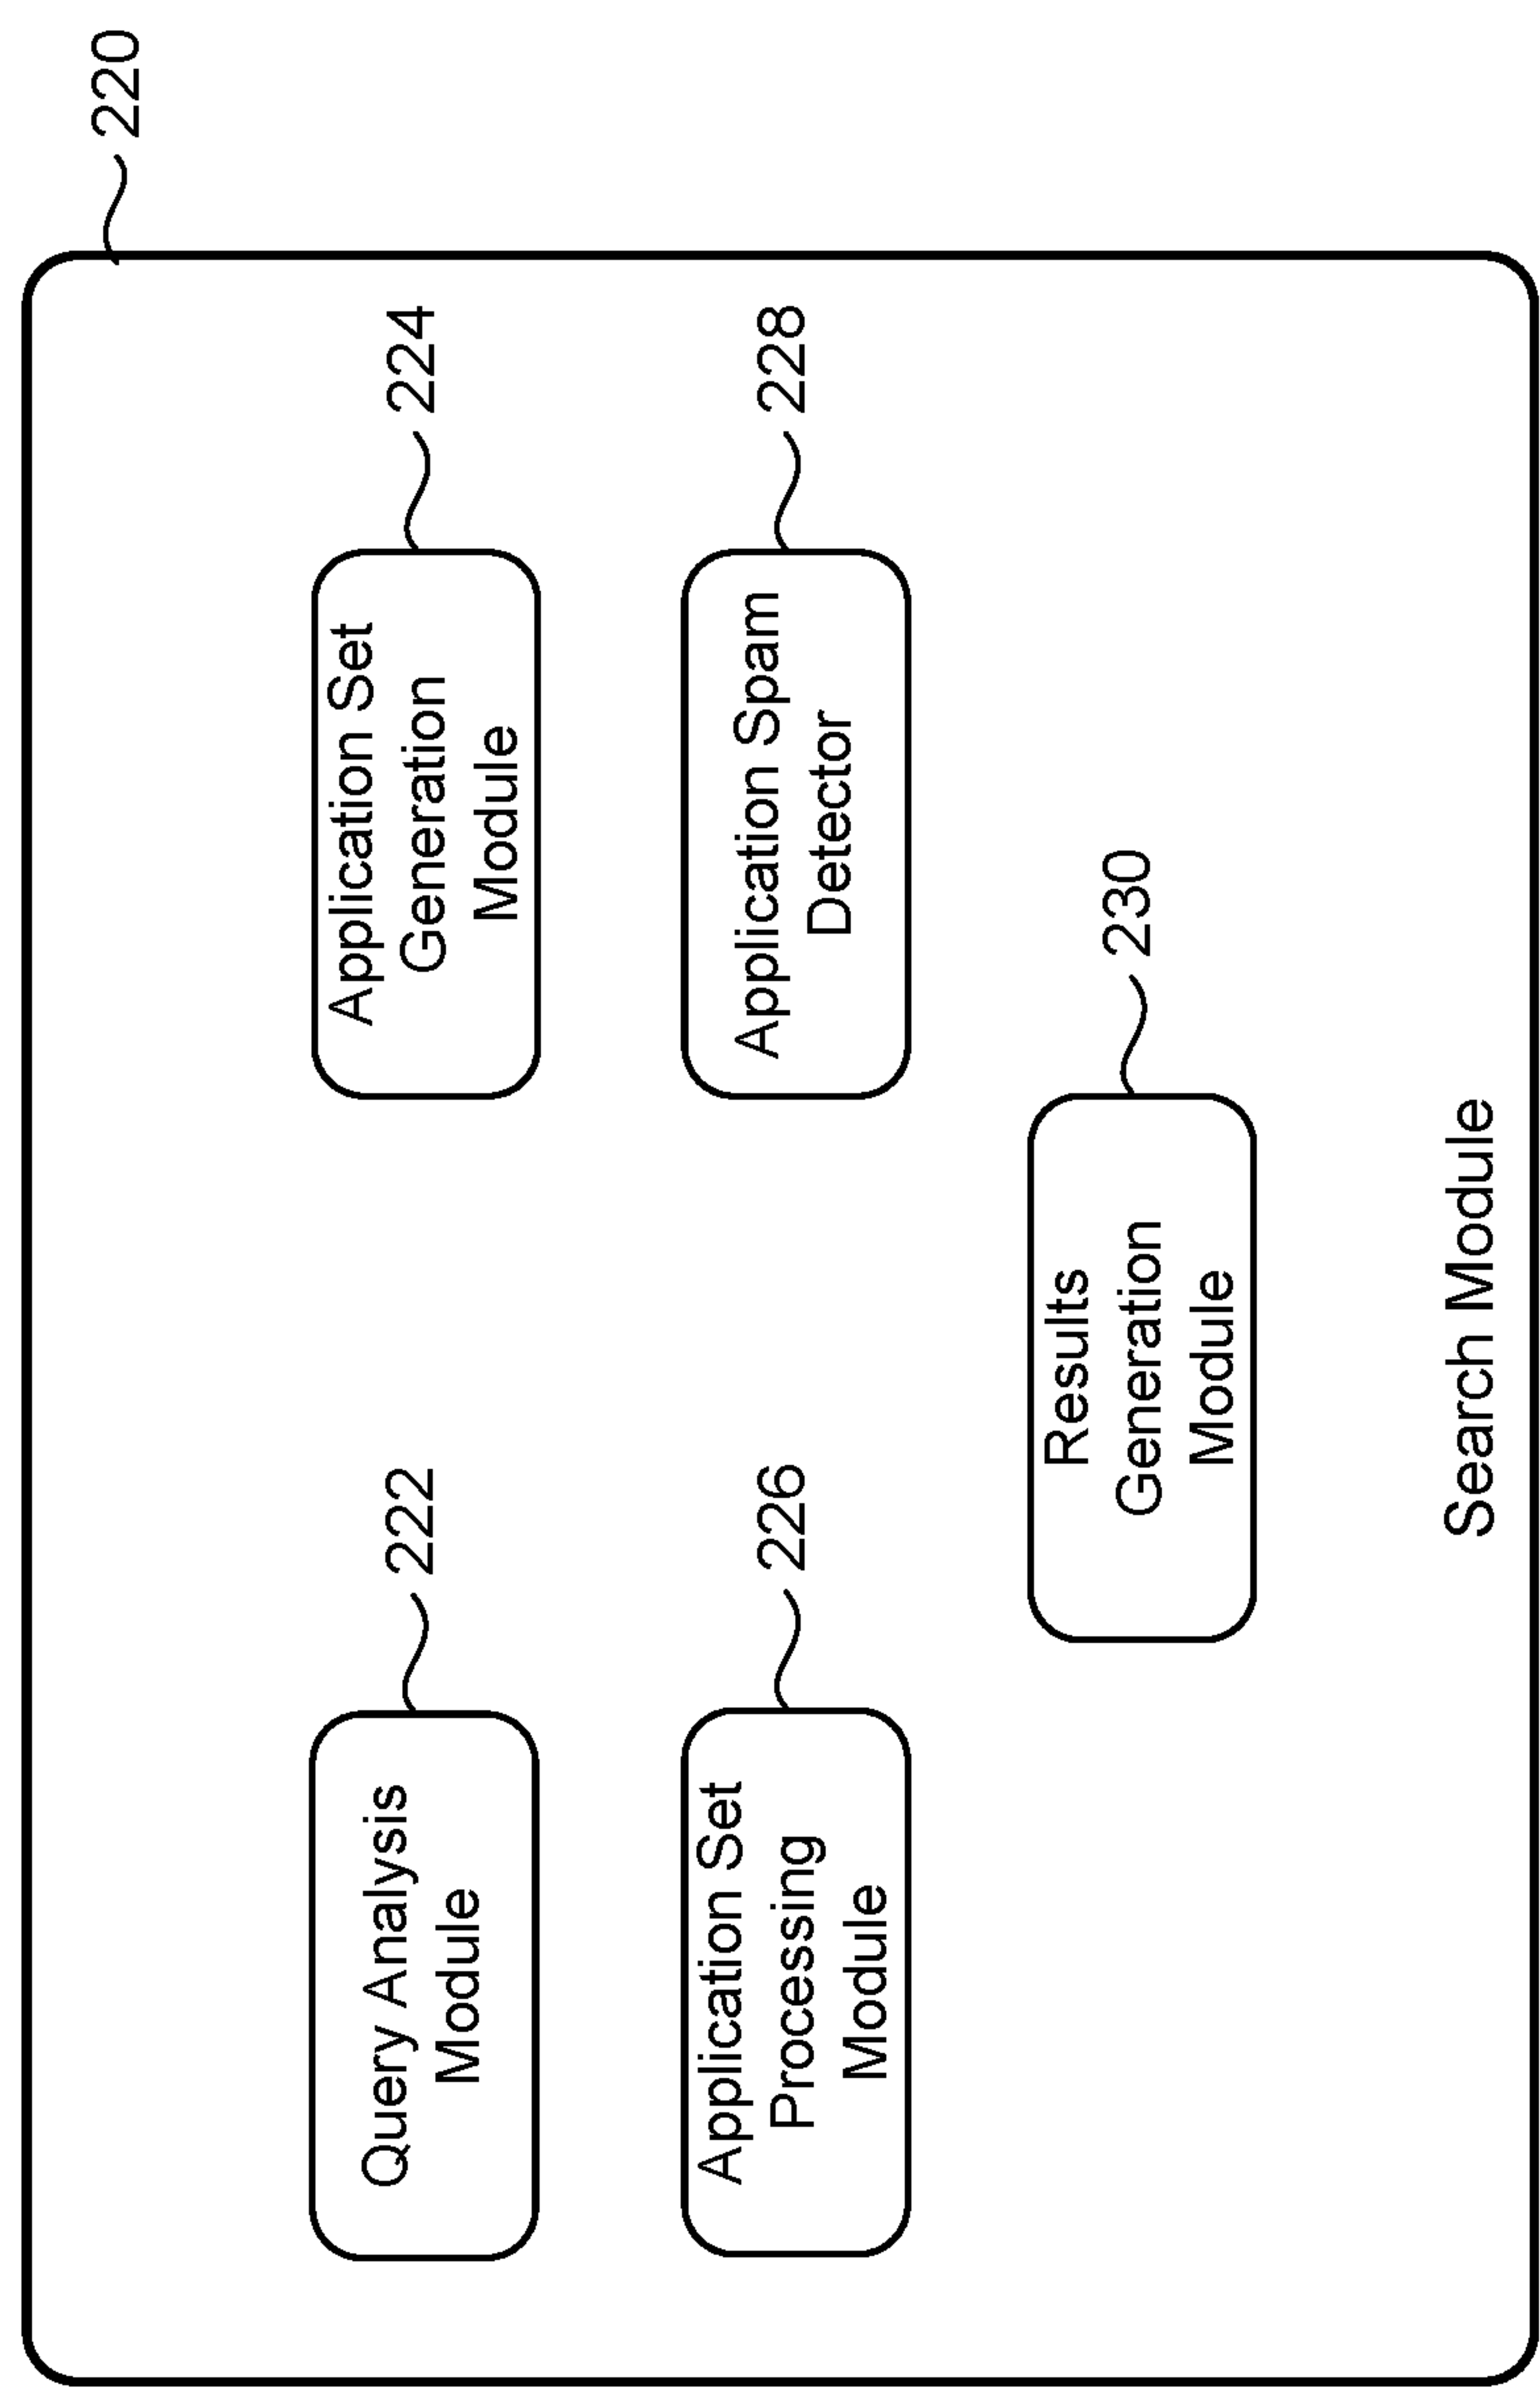 220
Query Analysis
Module
222
Application Set
Generation
Module
224
Application Set
Processing
Module
226
Application Spam
Detector
228
Results
Generation
Module
230
Search Module